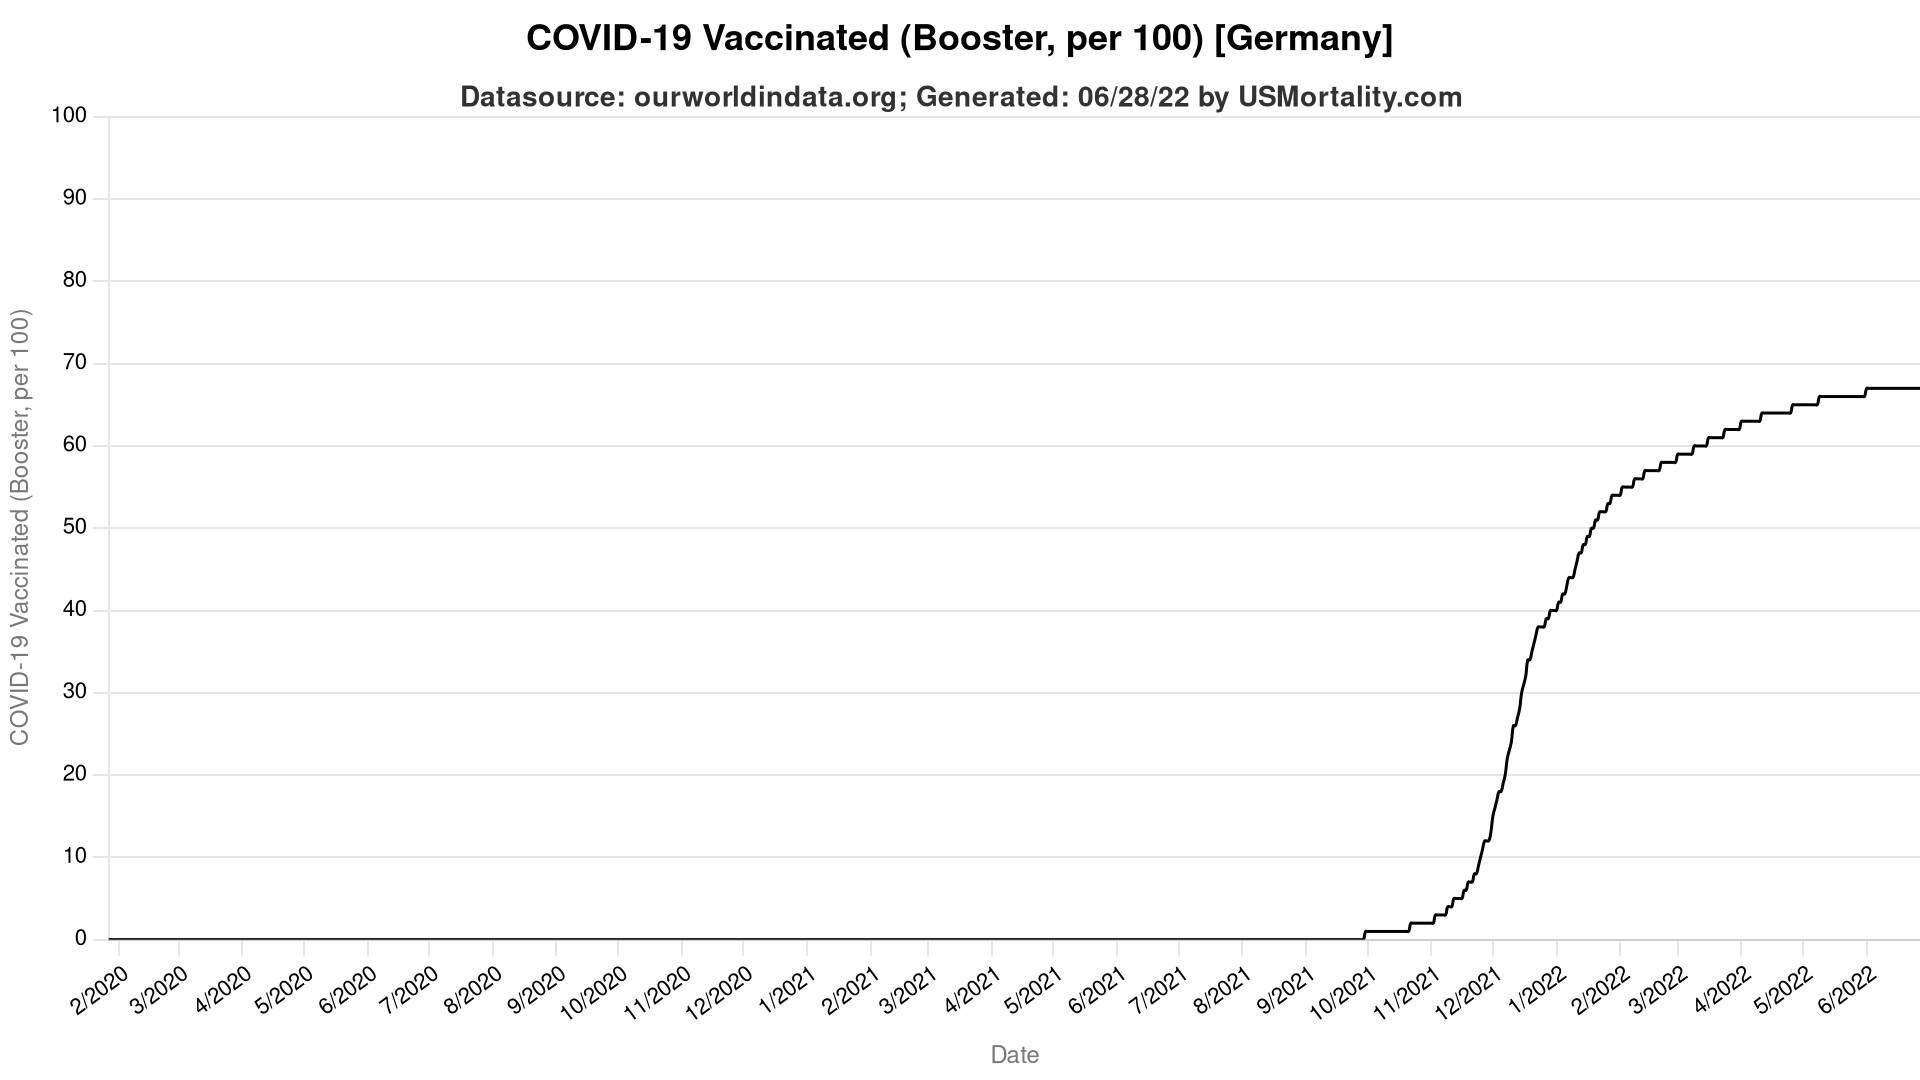 COVID-19 Vaccinated (Booster, per 100) [Germany]
Datasource: ourworldindata.org; Generated: 06/28/22 by USMortality.com
COVID-19 Vaccinated (Booster, per 100)
100
90
80
70
60
50
40
30
20
10
0
2/2020 3/2020 4/2020 5/2020 6/2020 7/2020 8/2020 9/2020 10/2020 11/2020 12/2020 1/2021 2/2021 3/2021 4/2021 5/2021 6/2021 7/2021 8/2021 9/2021 10/2021 11/2021 12/2021 1/2022 2/2022 3/2022 4/2022 5/2022 6/2022
Date